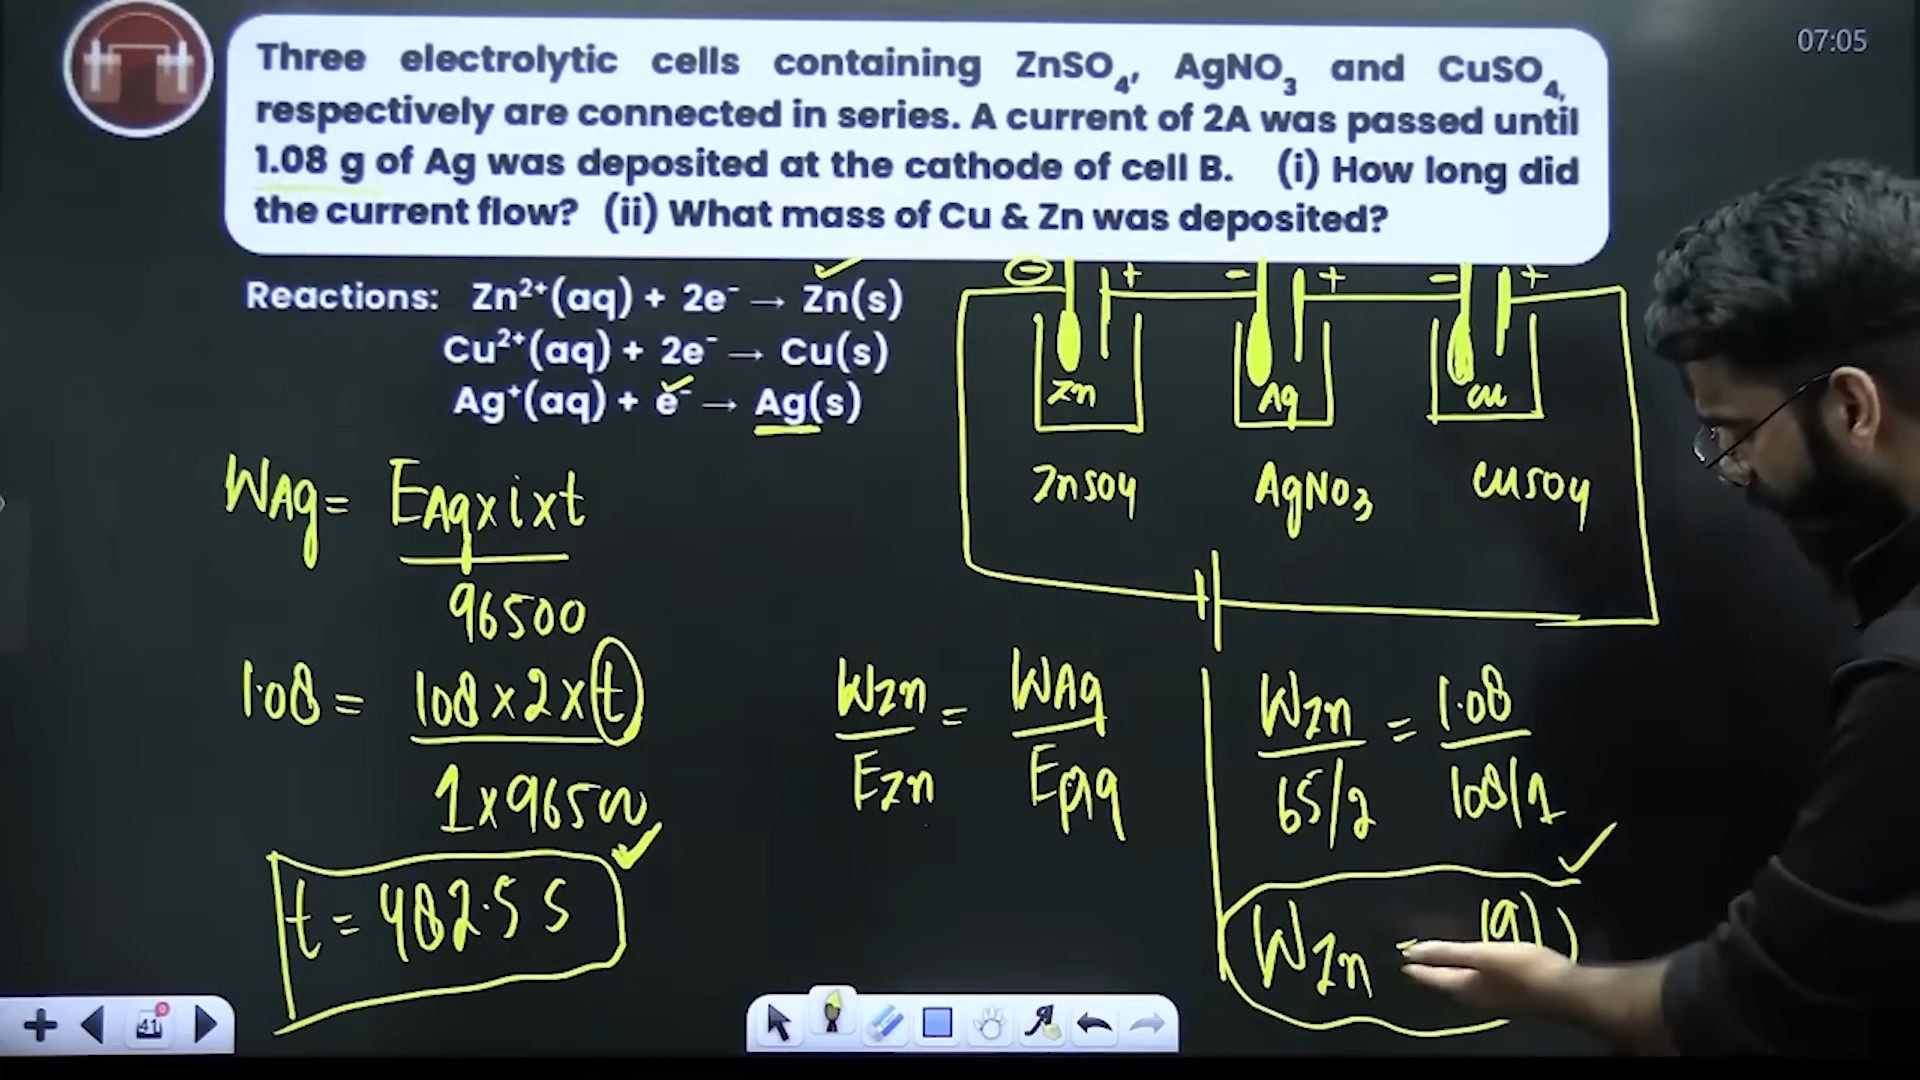 07:05
Three electrolytic cells containing ZnSO₄, AgNO₃ and CuSO₄,
respectively are connected in series. A current of 2A was passed until
1.08 g of Ag was deposited at the cathode of cell B. (i) How long did
the current flow? (ii) What mass of Cu & Zn was deposited?
Reactions: Zn²⁺(aq) + 2e⁻ → Zn(s)
Cu²⁺(aq) + 2e⁻ → Cu(s)
Ag⁺(aq) + e⁻ → Ag(s)
- + - + - +
Zn Ag Cu
ZnSO4 AgNO3 CuSO4
WAg = EAg x i x t
96500
1.08 = 108 x 2 x t
1 x 96500
t = 482.5 s
WZn = WAg
EZn EAg
WZn = 1.08
65/2 108/1
WZn =
41
0